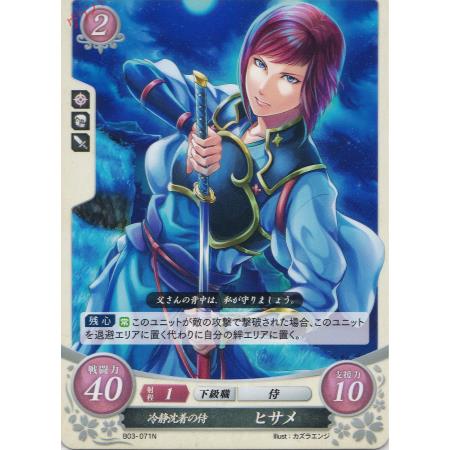 2
父さんの背中は、私が守りましょう。
残心 常 このユニットが敵の攻撃で撃破された場合、このユニット
を退避エリアに置く代わりに自分の絆エリアに置く。
戦闘力 40 射程 1 下級職 侍 支援力 10
冷静沈着の侍 ヒサメ
B03-071N Illust:カズラエンジ